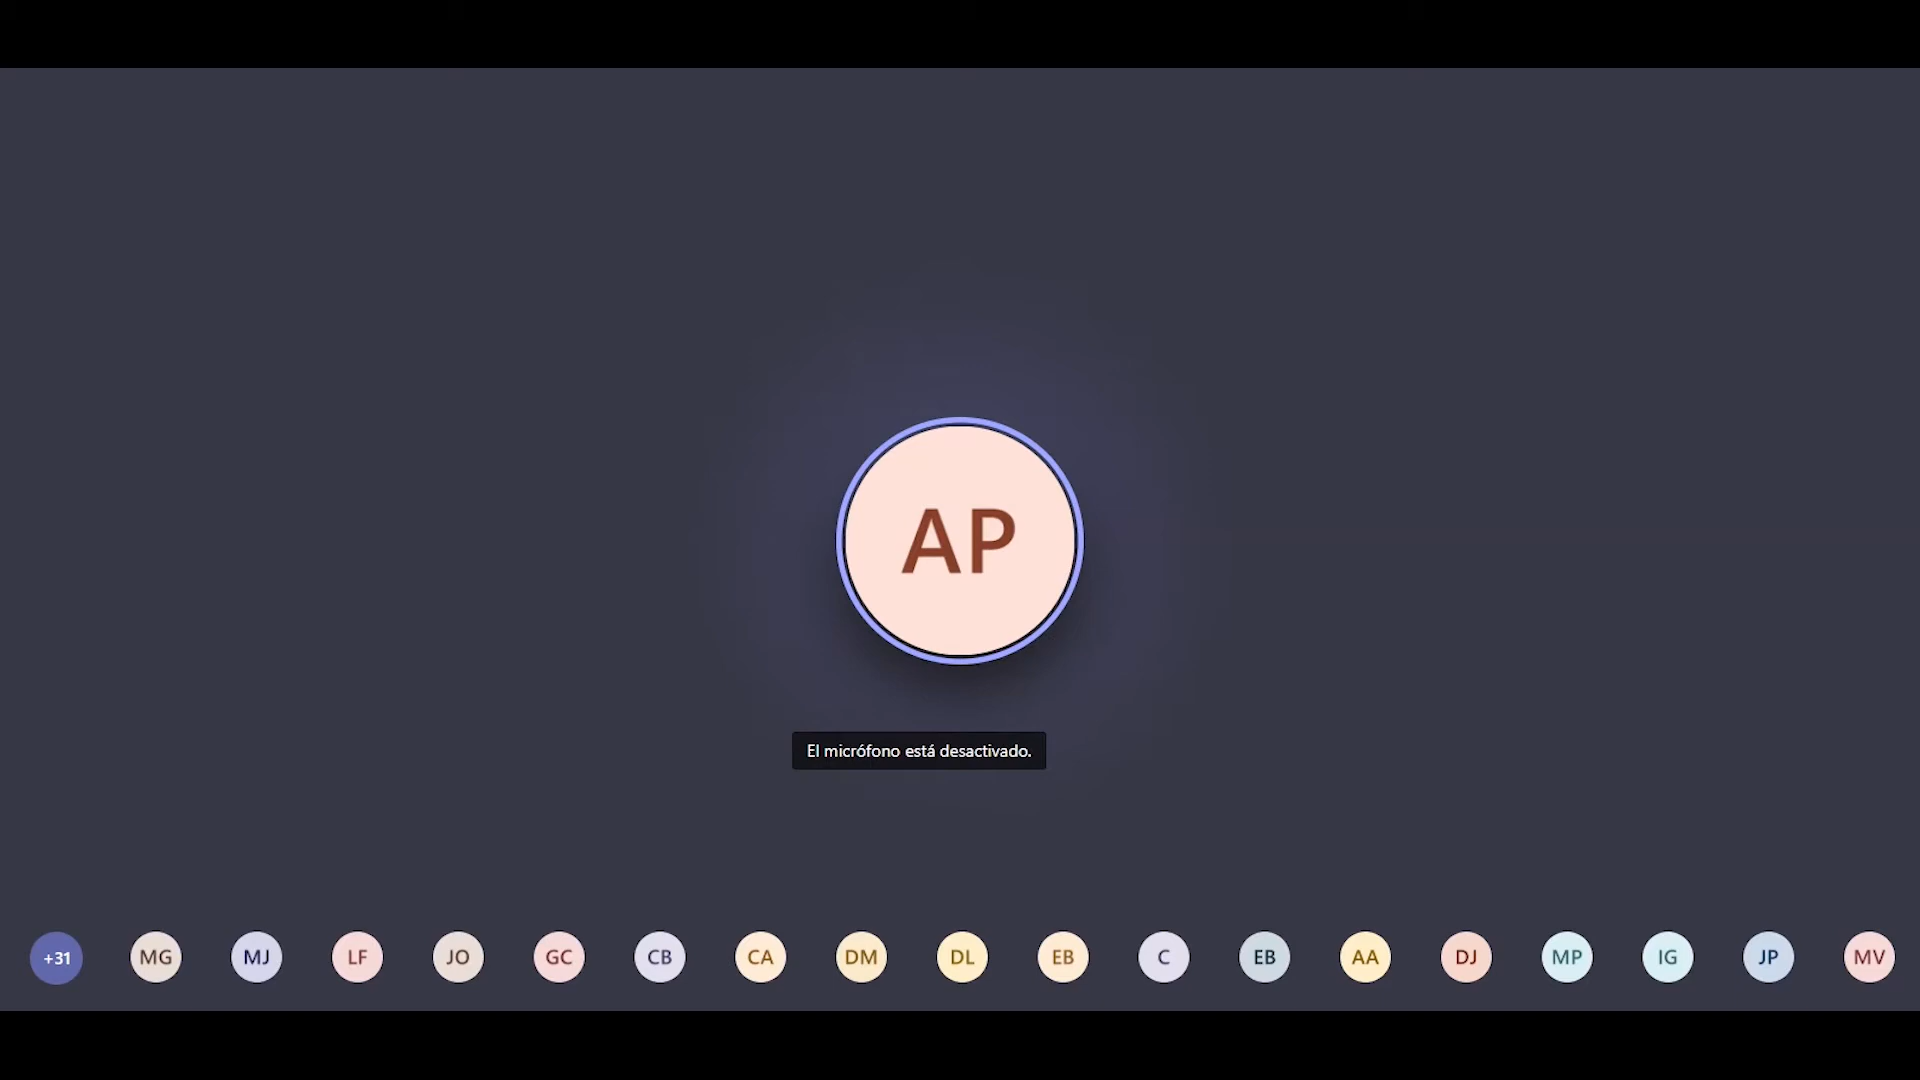 AP
El micrófono está desactivado.
+31 MG MJ LF JO GC CB CA DM DL EB C EB AA DJ MP IG JP MV